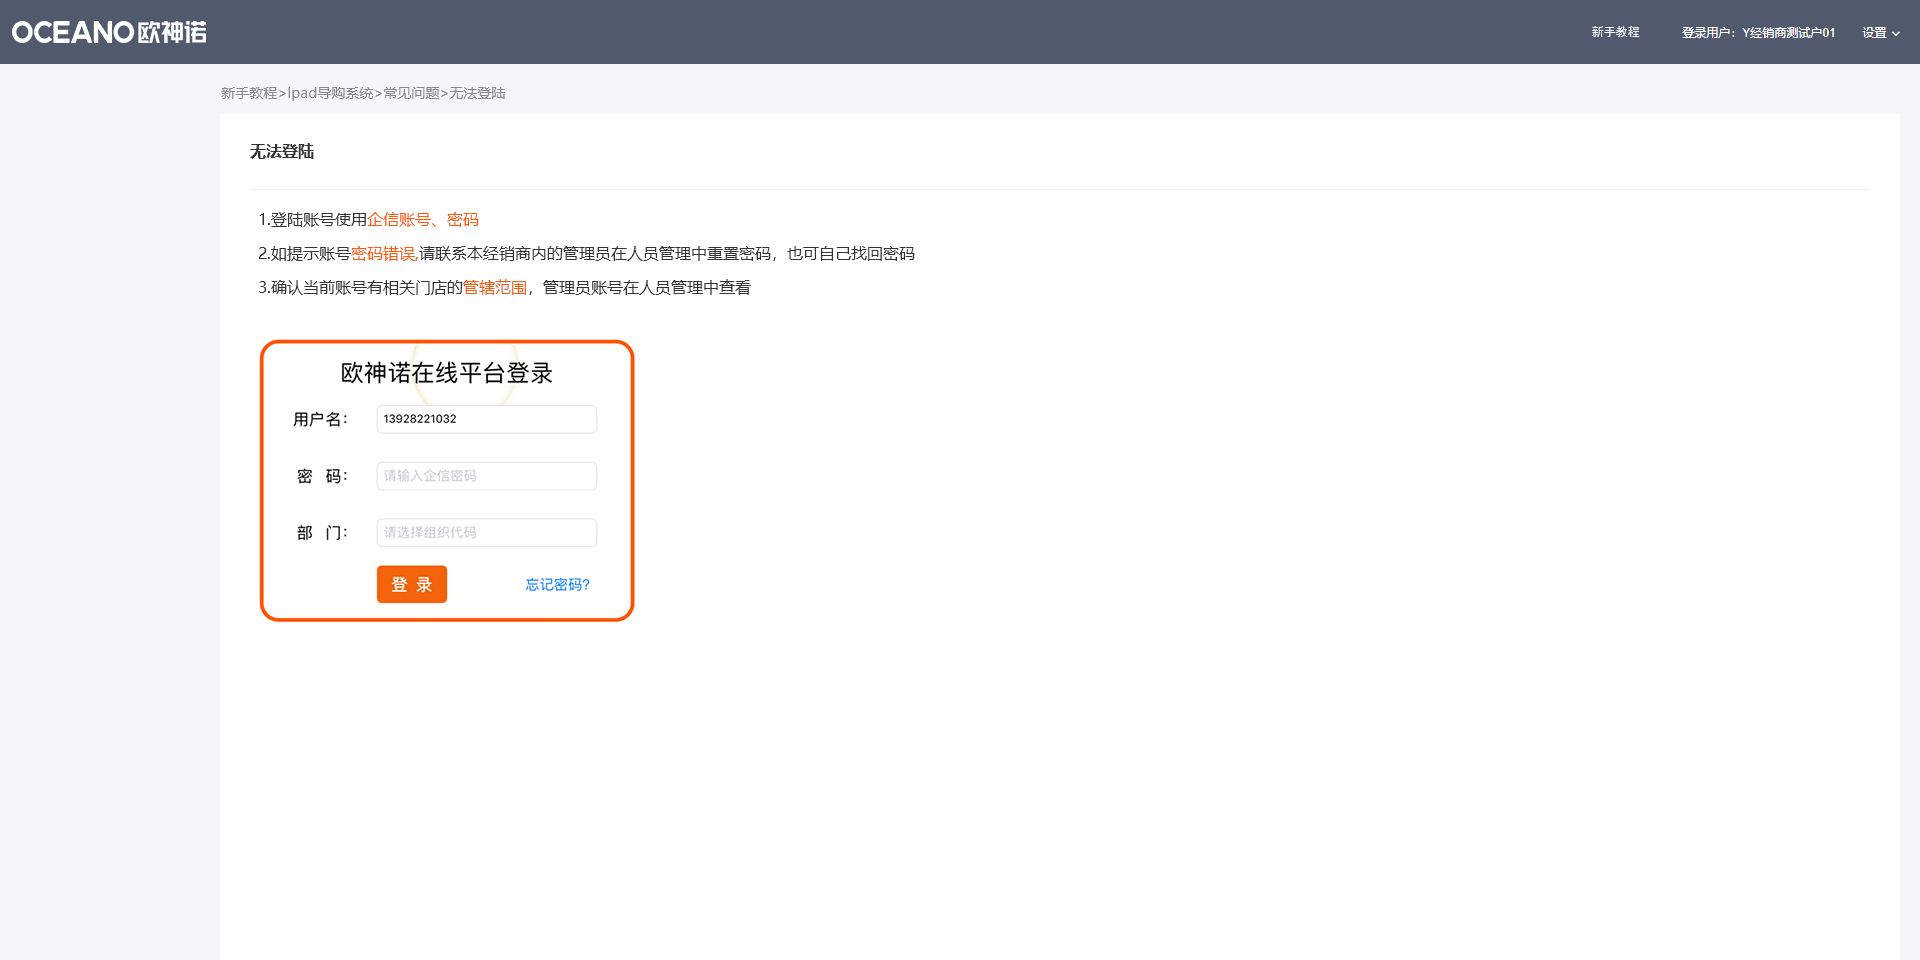 OCEANO欧神诺
新手教程
登录用户：Y经销商测试户01
设置
新手教程>Ipad导购系统>常见问题>无法登陆
无法登陆
1.登陆账号使用企信账号、密码
2.如提示账号密码错误,请联系本经销商内的管理员在人员管理中重置密码，也可自己找回密码
3.确认当前账号有相关门店的管辖范围，管理员账号在人员管理中查看
欧神诺在线平台登录
用户名： 13928221032
密 码： 请输入企信密码
部 门： 请选择组织代码
登 录 忘记密码?